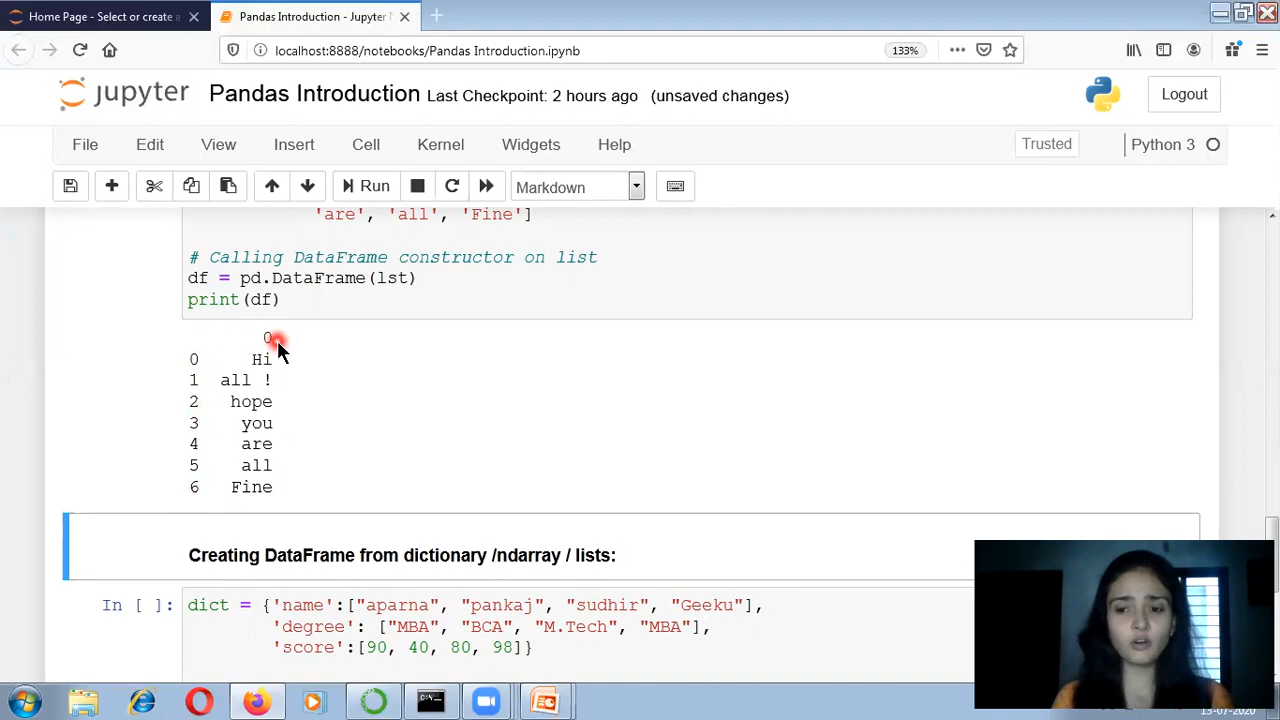 Home Page - Select or create a
Pandas Introduction - Jupyter
localhost:8888/notebooks/Pandas Introduction.ipynb
133%
jupyter
Pandas Introduction Last Checkpoint: 2 hours ago (unsaved changes)
Logout
File Edit View Insert Cell Kernel Widgets Help
Trusted
Python 3
Run
Markdown
'are', 'all', 'Fine']
# Calling DataFrame constructor on list
df = pd.DataFrame(lst)
print(df)
0
0 Hi
1 all !
2 hope
3 you
4 are
5 all
6 Fine
Creating DataFrame from dictionary /ndarray / lists:
In [ ]: dict = {'name':["aparna", "pankaj", "sudhir", "Geeku"],
'degree': ["MBA", "BCA", "M.Tech", "MBA"],
'score':[90, 40, 80, 98]}
13-07-2020